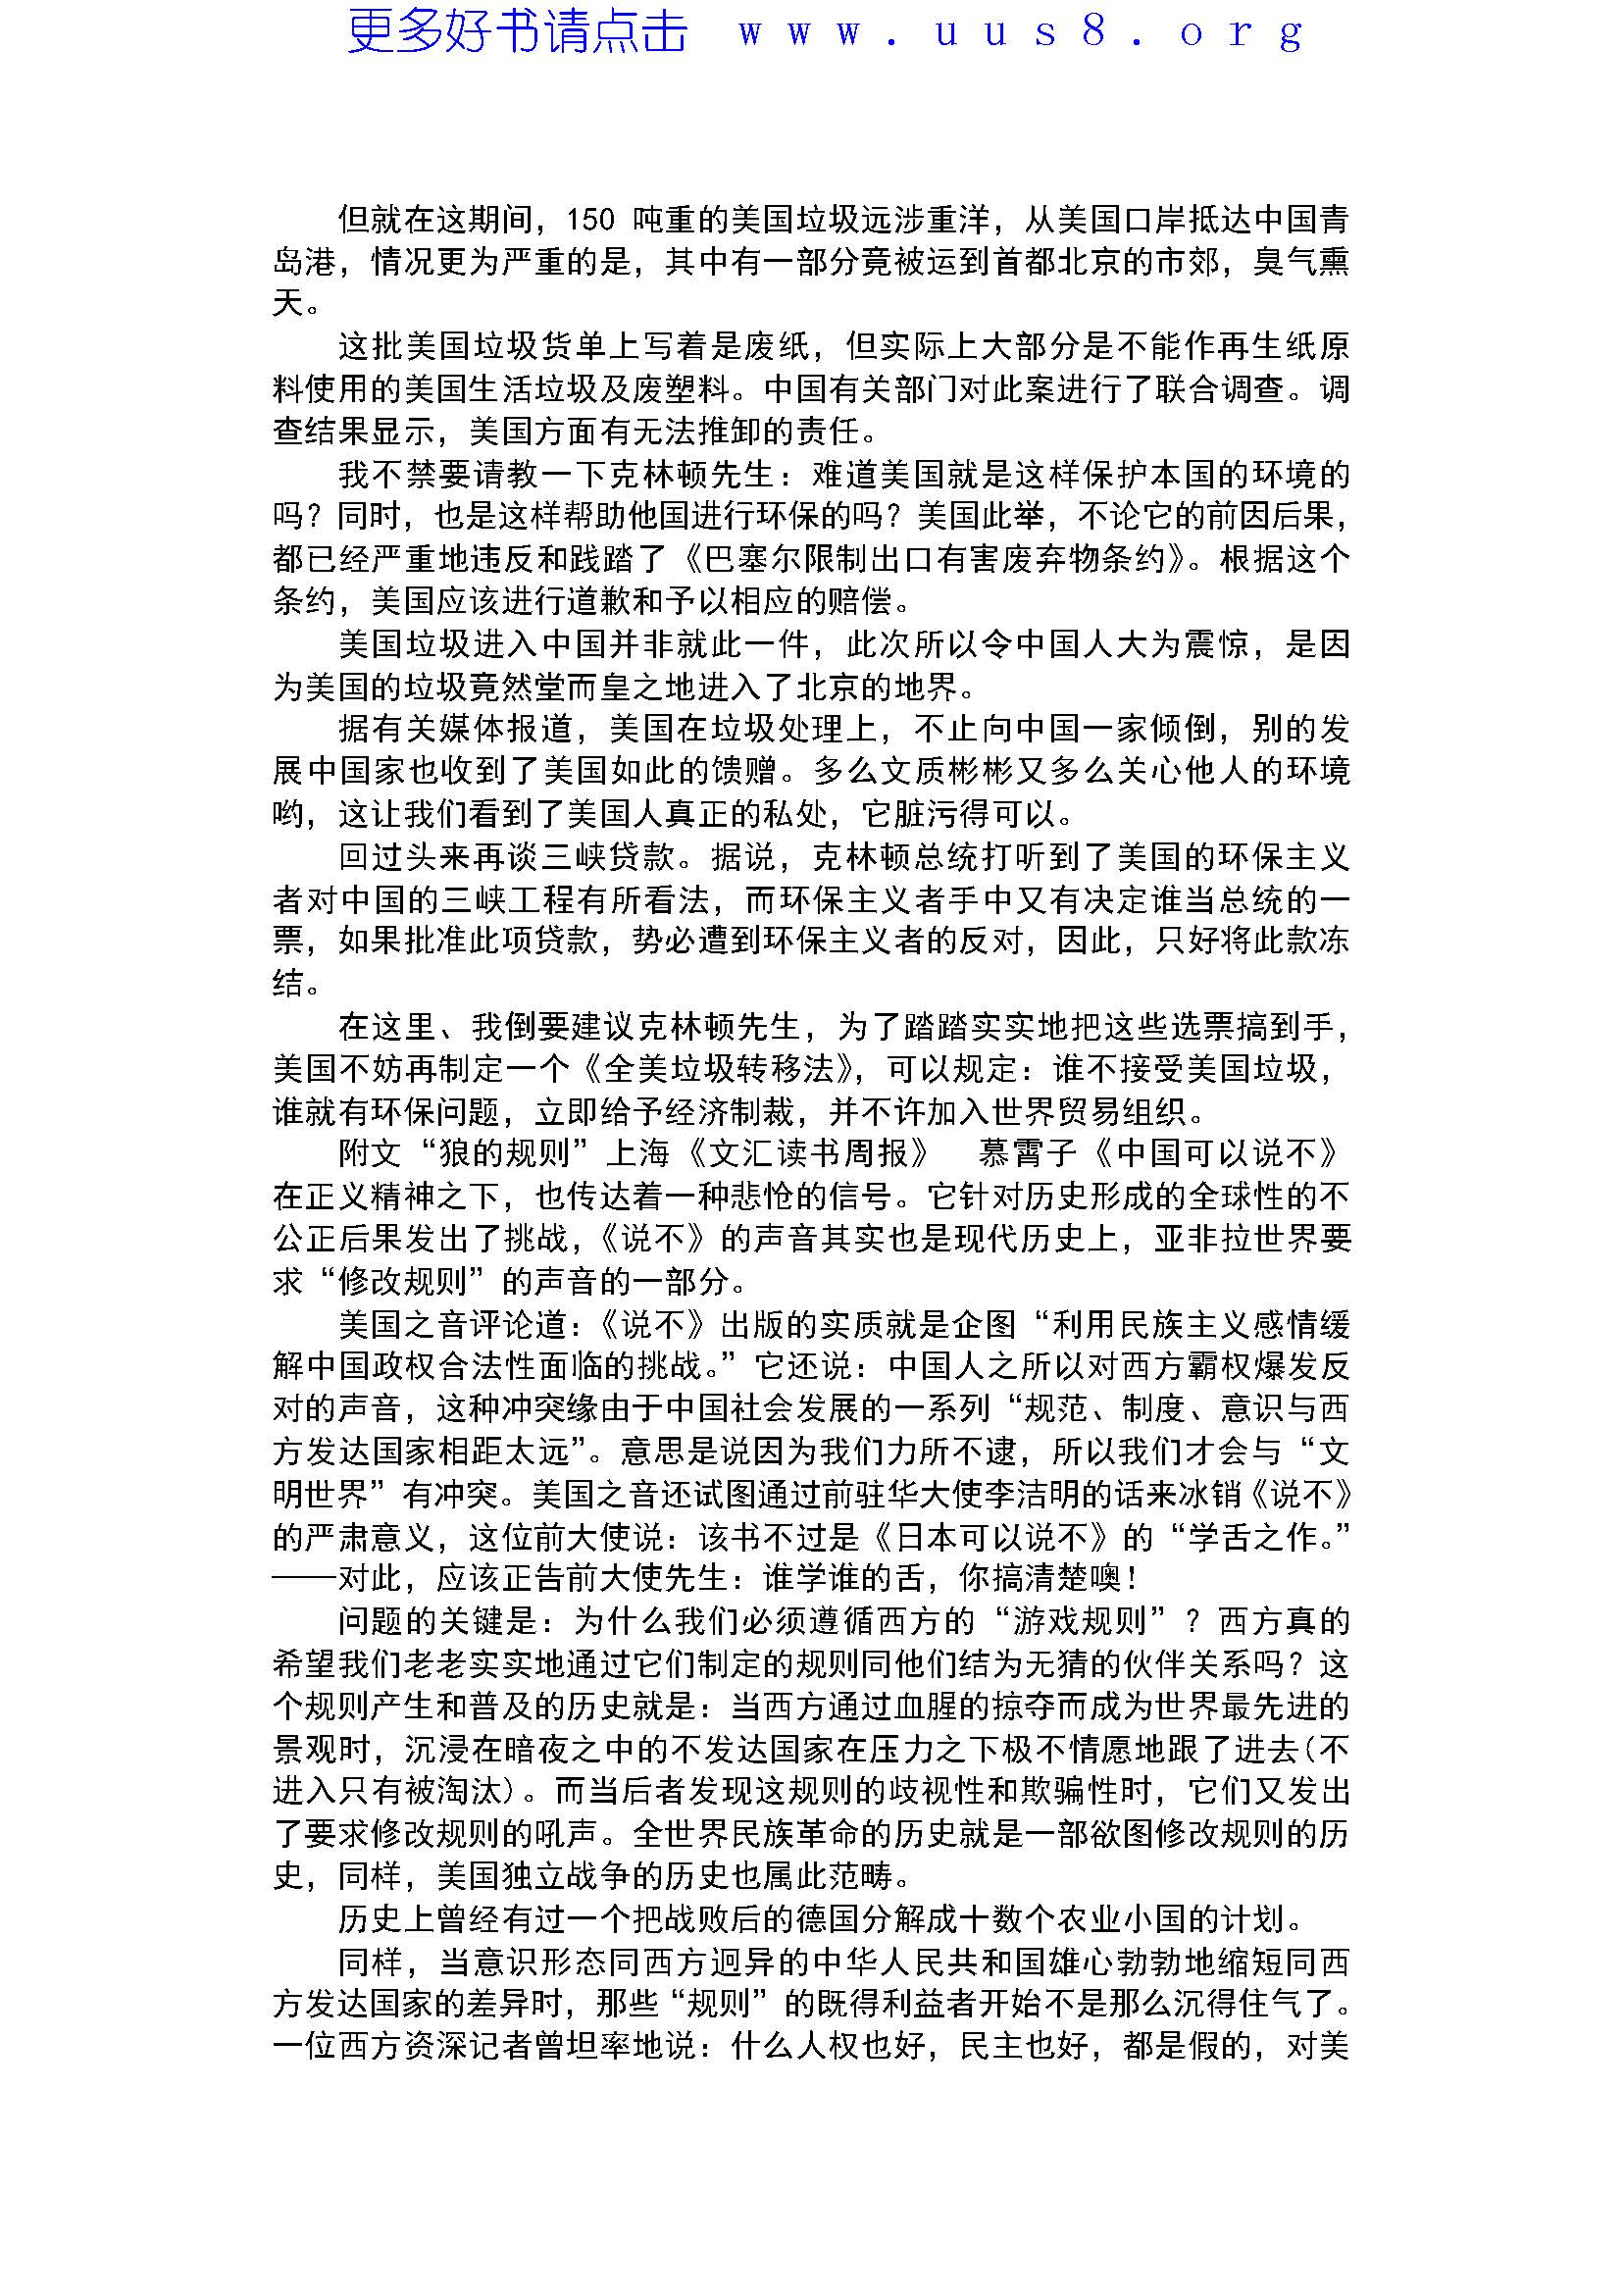 更多好书请点击 www.uus8.org
但就在这期间，150 吨重的美国垃圾远涉重洋，从美国口岸抵达中国青
岛港，情况更为严重的是，其中有一部分竟被运到首都北京的市郊，臭气熏
天。
这批美国垃圾货单上写着是废纸，但实际上大部分是不能作再生纸原
料使用的美国生活垃圾及废塑料。中国有关部门对此案进行了联合调查。调
查结果显示，美国方面有无法推卸的责任。
我不禁要请教一下克林顿先生：难道美国就是这样保护本国的环境的
吗？同时，也是这样帮助他国进行环保的吗？美国此举，不论它的前因后果，
都已经严重地违反和践踏了《巴塞尔限制出口有害废弃物条约》。根据这个
条约，美国应该进行道歉和予以相应的赔偿。
美国垃圾进入中国并非就此一件，此次所以令中国人大为震惊，是因
为美国的垃圾竟然堂而皇之地进入了北京的地界。
据有关媒体报道，美国在垃圾处理上，不止向中国一家倾倒，别的发
展中国家也收到了美国如此的馈赠。多么文质彬彬又多么关心他人的环境
哟，这让我们看到了美国人真正的私处，它脏污得可以。
回过头来再谈三峡贷款。据说，克林顿总统打听到了美国的环保主义
者对中国的三峡工程有所看法，而环保主义者手中又有决定谁当总统的一
票，如果批准此项贷款，势必遭到环保主义者的反对，因此，只好将此款冻
结。
在这里、我倒要建议克林顿先生，为了踏踏实实地把这些选票搞到手，
美国不妨再制定一个《全美垃圾转移法》，可以规定：谁不接受美国垃圾，
谁就有环保问题，立即给予经济制裁，并不许加入世界贸易组织。
附文“狼的规则”上海《文汇读书周报》　慕霄子《中国可以说不》
在正义精神之下，也传达着一种悲怆的信号。它针对历史形成的全球性的不
公正后果发出了挑战，《说不》的声音其实也是现代历史上，亚非拉世界要
求“修改规则”的声音的一部分。
美国之音评论道：《说不》出版的实质就是企图“利用民族主义感情缓
解中国政权合法性面临的挑战。”它还说：中国人之所以对西方霸权爆发反
对的声音，这种冲突缘由于中国社会发展的一系列“规范、制度、意识与西
方发达国家相距太远”。意思是说因为我们力所不逮，所以我们才会与“文
明世界”有冲突。美国之音还试图通过前驻华大使李洁明的话来冰销《说不》
的严肃意义，这位前大使说：该书不过是《日本可以说不》的“学舌之作。”
——对此，应该正告前大使先生：谁学谁的舌，你搞清楚噢！
问题的关键是：为什么我们必须遵循西方的“游戏规则”？西方真的
希望我们老老实实地通过它们制定的规则同他们结为无猜的伙伴关系吗？这
个规则产生和普及的历史就是：当西方通过血腥的掠夺而成为世界最先进的
景观时，沉浸在暗夜之中的不发达国家在压力之下极不情愿地跟了进去(不
进入只有被淘汰)。而当后者发现这规则的歧视性和欺骗性时，它们又发出
了要求修改规则的吼声。全世界民族革命的历史就是一部欲图修改规则的历
史，同样，美国独立战争的历史也属此范畴。
历史上曾经有过一个把战败后的德国分解成十数个农业小国的计划。
同样，当意识形态同西方迥异的中华人民共和国雄心勃勃地缩短同西
方发达国家的差异时，那些“规则”的既得利益者开始不是那么沉得住气了。
一位西方资深记者曾坦率地说：什么人权也好，民主也好，都是假的，对美